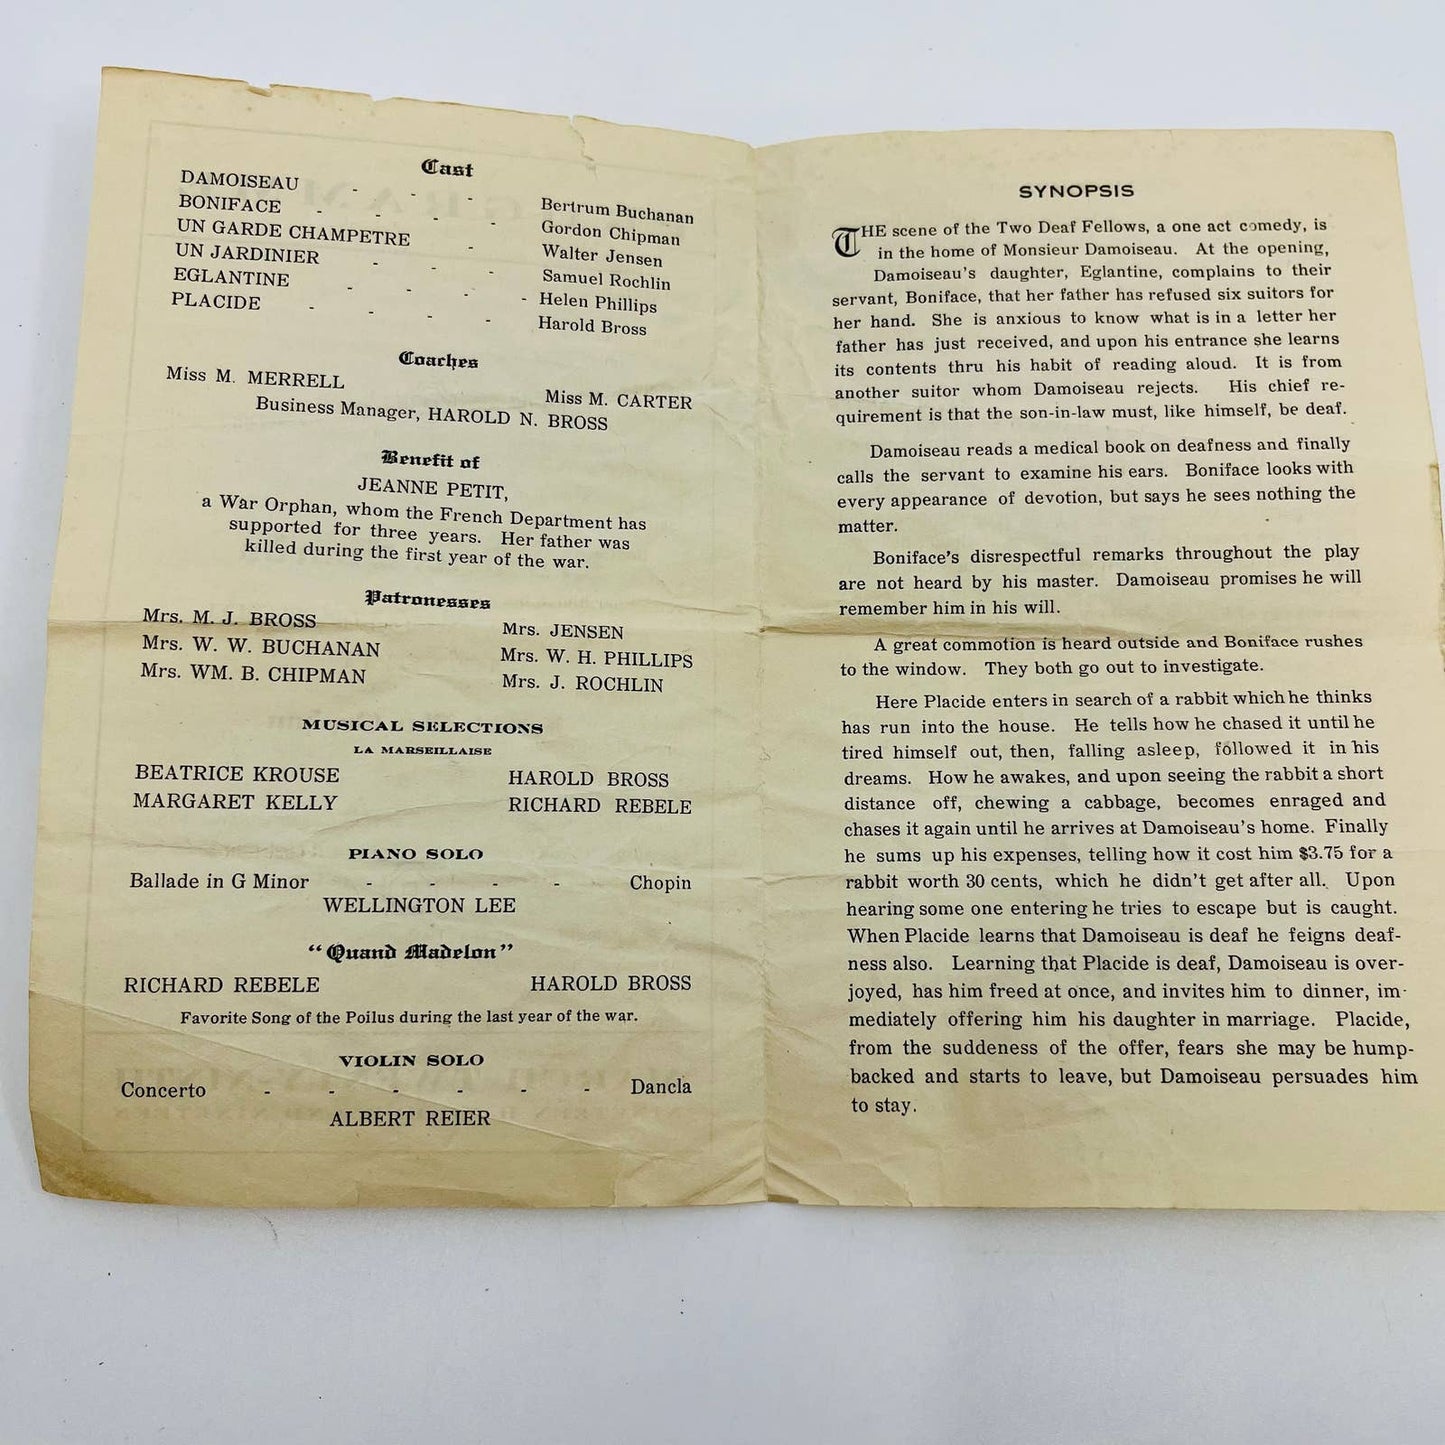 Cast
DAMOISEAU - - - Bertrum Buchanan
BONIFACE - - - - Gordon Chipman
UN GARDE CHAMPETRE - Walter Jensen
UN JARDINIER - - - Samuel Rochlin
EGLANTINE - - - - Helen Phillips
PLACIDE - - - - Harold Bross
Coaches
Miss M. MERRELL Miss M. CARTER
Business Manager, HAROLD N. BROSS
Benefit of
JEANNE PETIT,
a War Orphan, whom the French Department has
supported for three years. Her father was
killed during the first year of the war.
Patronesses
Mrs. M. J. BROSS Mrs. JENSEN
Mrs. W. W. BUCHANAN Mrs. W. H. PHILLIPS
Mrs. WM. B. CHIPMAN Mrs. J. ROCHLIN
MUSICAL SELECTIONS
LA MARSEILLAISE
BEATRICE KROUSE HAROLD BROSS
MARGARET KELLY RICHARD REBELE
PIANO SOLO
Ballade in G Minor - - - - Chopin
WELLINGTON LEE
"Quand Madelon"
RICHARD REBELE HAROLD BROSS
Favorite Song of the Poilus during the last year of the war.
VIOLIN SOLO
Concerto - - - - - - Dancla
ALBERT REIER
SYNOPSIS
THE scene of the Two Deaf Fellows, a one act comedy, is
in the home of Monsieur Damoiseau. At the opening,
Damoiseau's daughter, Eglantine, complains to their
servant, Boniface, that her father has refused six suitors for
her hand. She is anxious to know what is in a letter her
father has just received, and upon his entrance she learns
its contents thru his habit of reading aloud. It is from
another suitor whom Damoiseau rejects. His chief re-
quirement is that the son-in-law must, like himself, be deaf.
Damoiseau reads a medical book on deafness and finally
calls the servant to examine his ears. Boniface looks with
every appearance of devotion, but says he sees nothing the
matter.
Boniface's disrespectful remarks throughout the play
are not heard by his master. Damoiseau promises he will
remember him in his will.
A great commotion is heard outside and Boniface rushes
to the window. They both go out to investigate.
Here Placide enters in search of a rabbit which he thinks
has run into the house. He tells how he chased it until he
tired himself out, then, falling asleep, followed it in his
dreams. How he awakes, and upon seeing the rabbit a short
distance off, chewing a cabbage, becomes enraged and
chases it again until he arrives at Damoiseau's home. Finally
he sums up his expenses, telling how it cost him $3.75 for a
rabbit worth 30 cents, which he didn't get after all. Upon
hearing some one entering he tries to escape but is caught.
When Placide learns that Damoiseau is deaf he feigns deaf-
ness also. Learning that Placide is deaf, Damoiseau is over-
joyed, has him freed at once, and invites him to dinner, im-
mediately offering him his daughter in marriage. Placide,
from the suddeness of the offer, fears she may be hump-
backed and starts to leave, but Damoiseau persuades him
to stay.